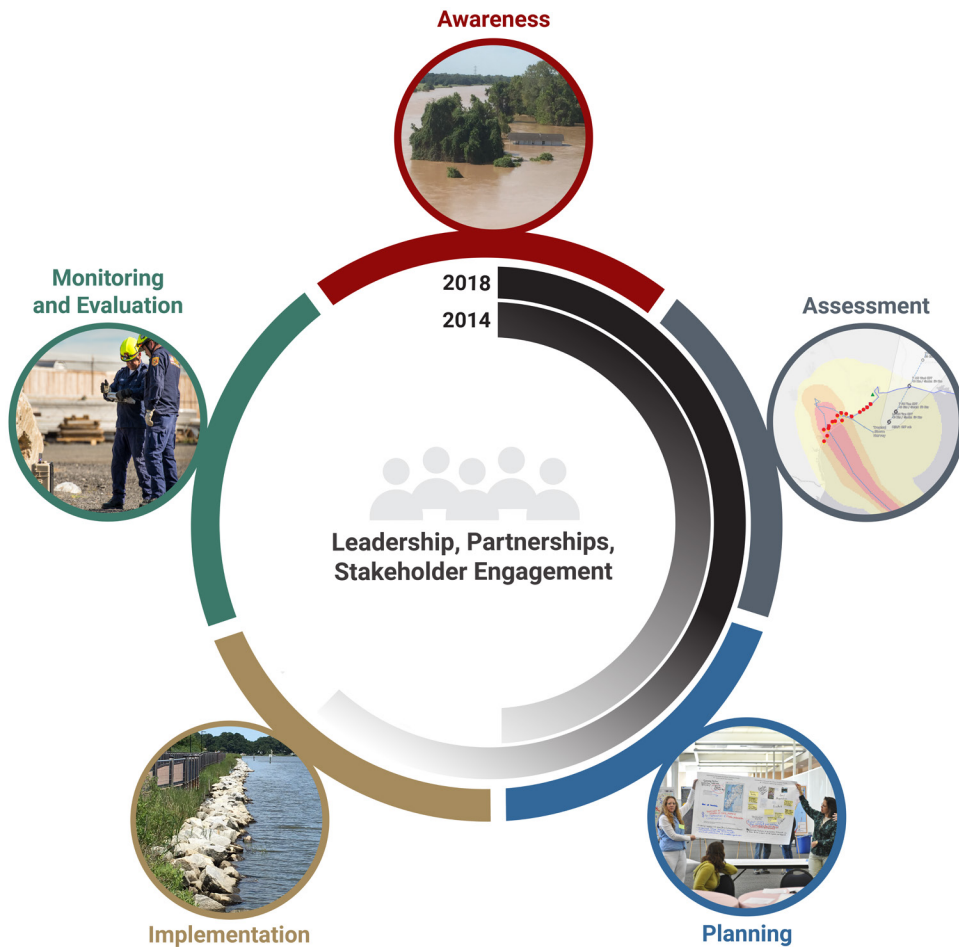 Awareness
2018
2014
Monitoring
and Evaluation
Assessment
Leadership, Partnerships,
Stakeholder Engagement
Implementation
Planning